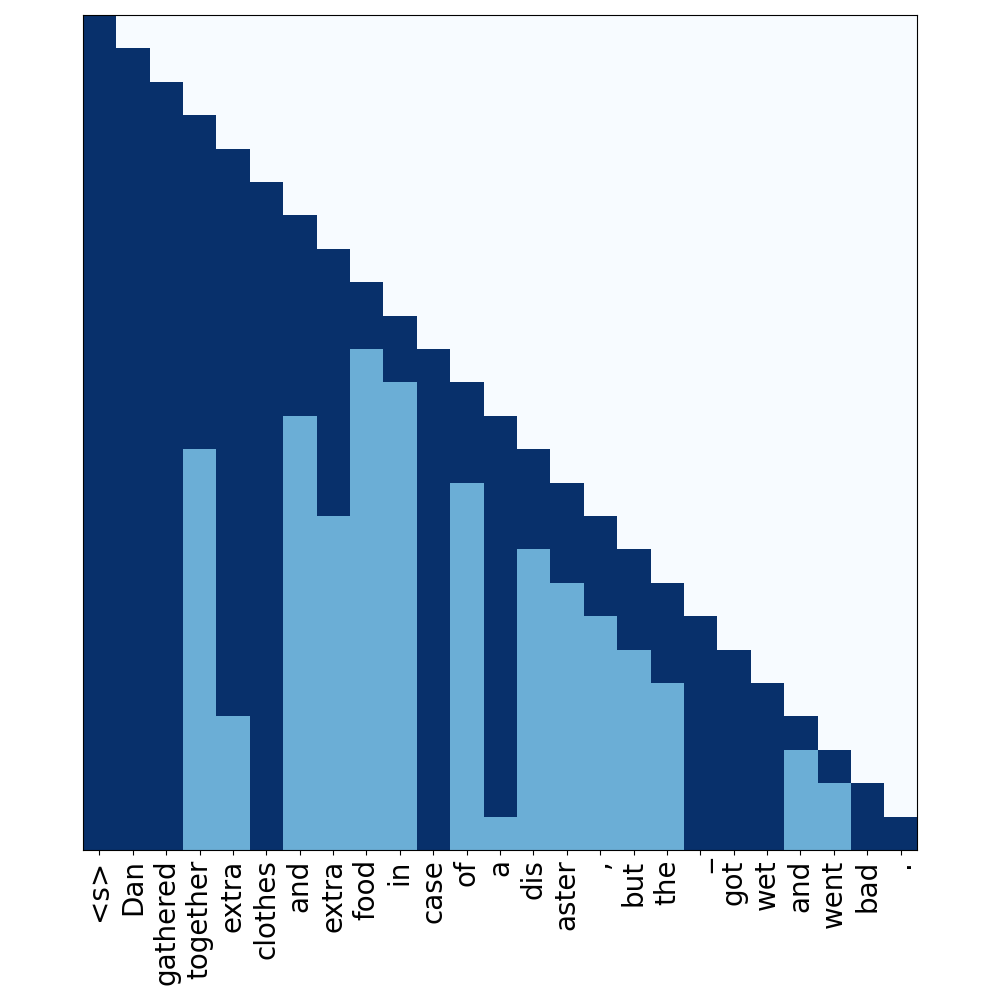 <s> Dan gathered together extra clothes and extra food in case of a dis aster , but the _ got wet and went bad .